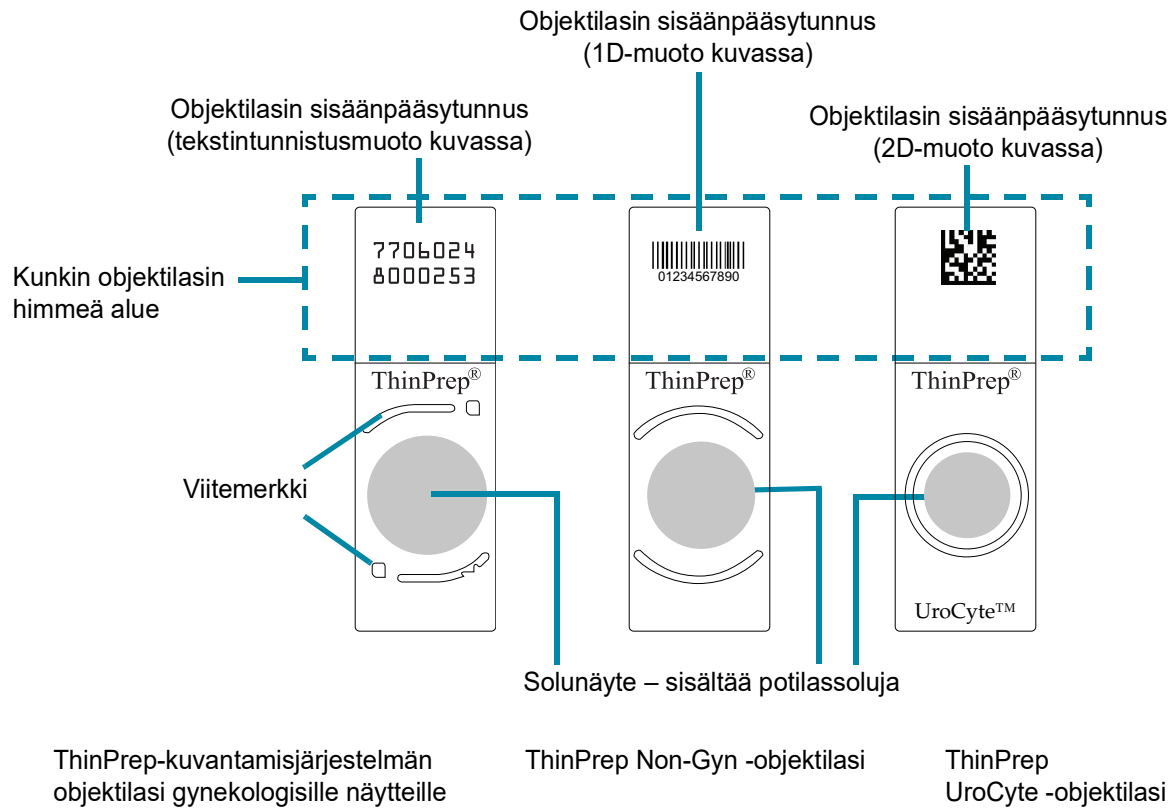 Objektilasin sisäänpääsytunnus
(1D-muoto kuvassa)
Objektilasin sisäänpääsytunnus
(tekstintunnistusmuoto kuvassa)
Objektilasin sisäänpääsytunnus
(2D-muoto kuvassa)
Kunkin objektilasin
himmeä alue
7706024
8000253
01234567890
ThinPrep®
ThinPrep®
ThinPrep®
Viitemerkki
UroCyte™
Solunäyte – sisältää potilassoluja
ThinPrep-kuvantamisjärjestelmän
objektilasi gynekologisille näytteille
ThinPrep Non-Gyn -objektilasi
ThinPrep
UroCyte -objektilasi